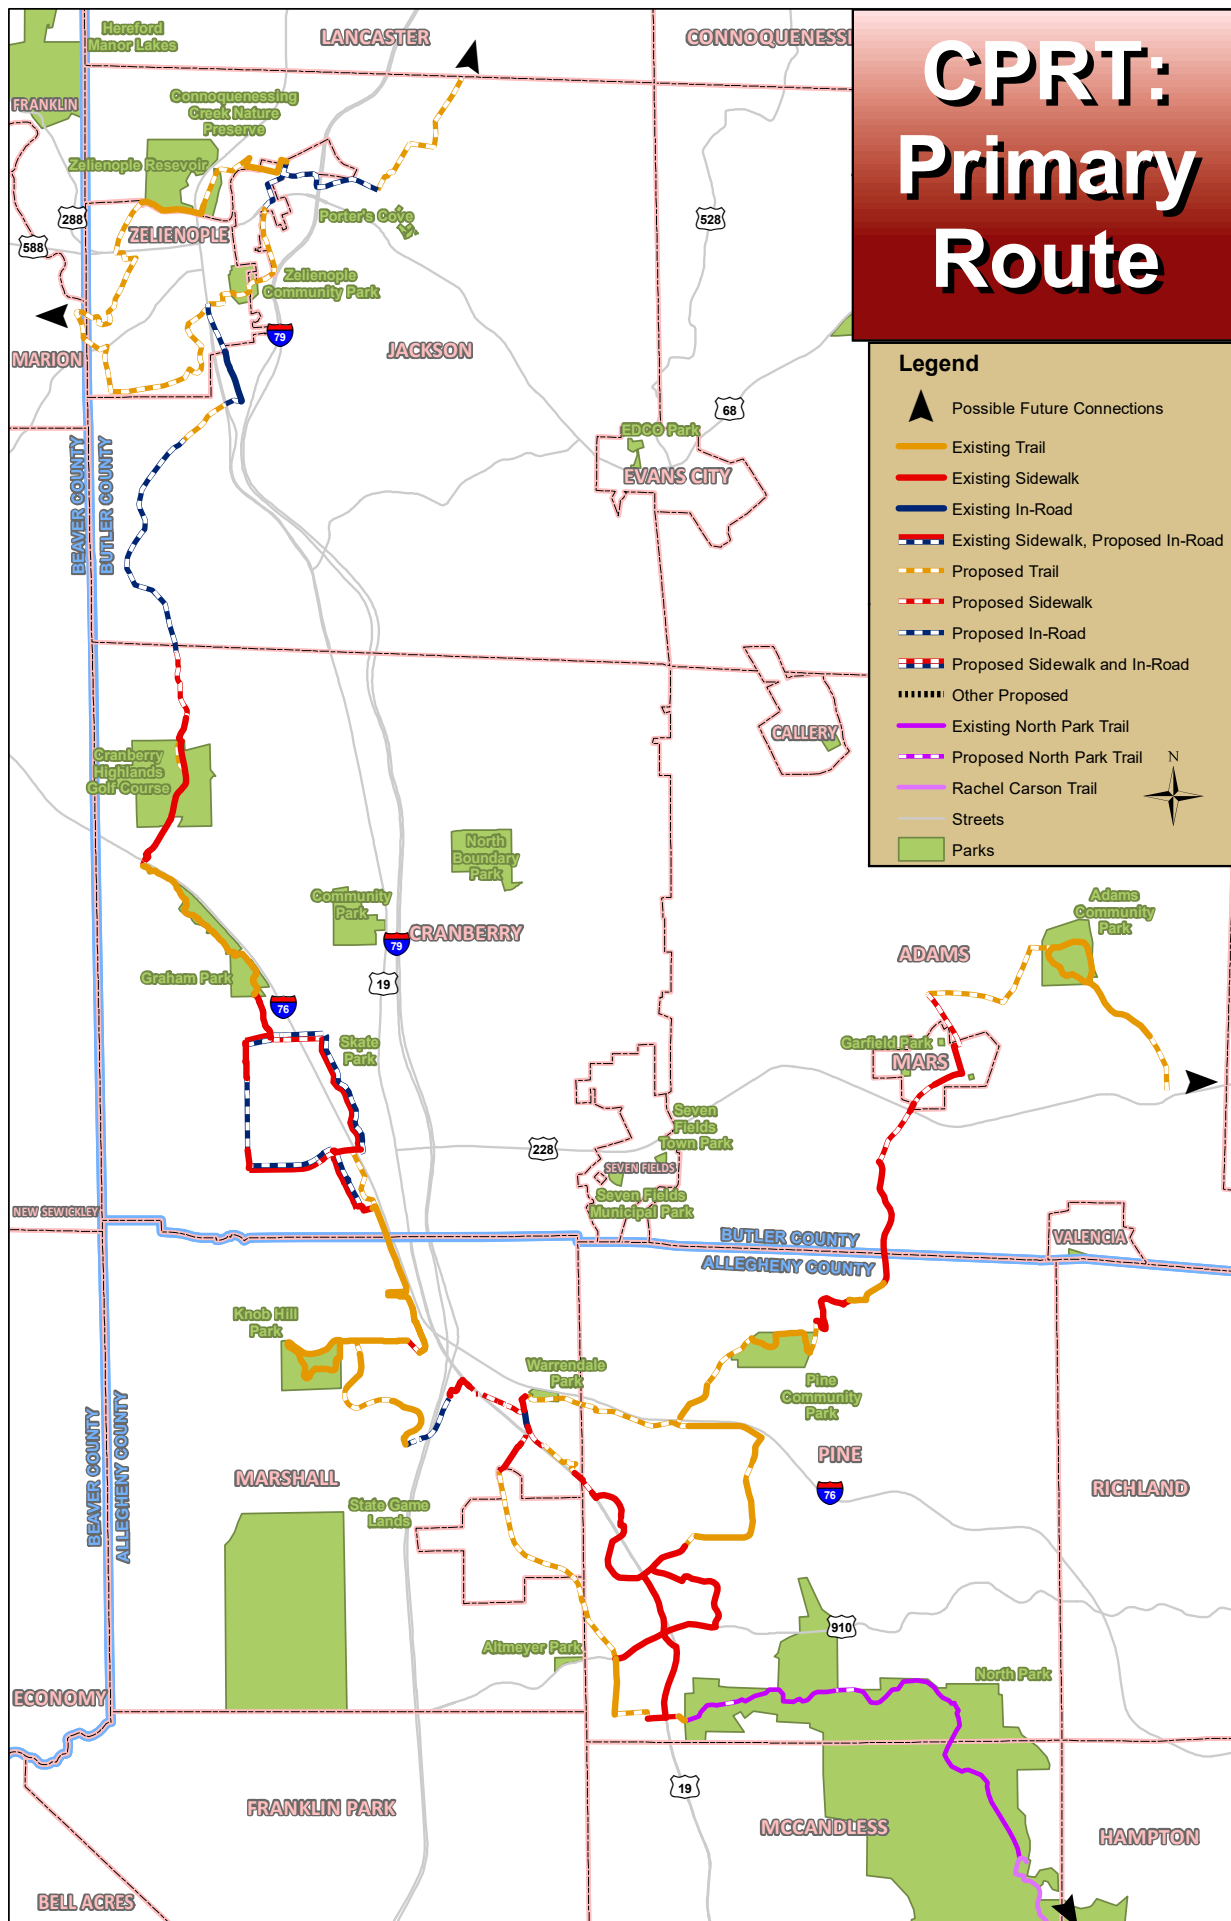 CPRT:
Primary
Route
Legend
Possible Future Connections
Existing Trail
Existing Sidewalk
Existing In-Road
Existing Sidewalk, Proposed In-Road
Proposed Trail
Proposed Sidewalk
Proposed In-Road
Proposed Sidewalk and In-Road
Other Proposed
Existing North Park Trail
Proposed North Park Trail
N
Rachel Carson Trail
Streets
Parks
Hereford
Manor Lakes
LANCASTER
CONNOQUENESSI
FRANKLIN
Connoquenessing
Creek Nature
Preserve
Zelienople Resevoir
288
588
ZELIENOPLE
Porter's Cove
528
Zelienople
Community Park
79
MARION
JACKSON
68
EDCO Park
EVANS CITY
BEAVER COUNTY
BUTLER COUNTY
CALLERY
Cranberry
Highlands
Golf Course
North
Boundary
Park
Community
Park
CRANBERRY
79
19
Graham Park
76
Skate
Park
Adams
Community
Park
ADAMS
Garfield Park
MARS
Seven
Fields
Town Park
228
SEVEN FIELDS
Seven Fields
Municipal Park
NEW SEWICKLEY
BUTLER COUNTY
ALLEGHENY COUNTY
VALENCIA
Knob Hill
Park
Warrendale
Park
Pine
Community
Park
PINE
BEAVER COUNTY
ALLEGHENY COUNTY
MARSHALL
76
RICHLAND
State Game
Lands
910
Altmeyer Park
North Park
ECONOMY
19
FRANKLIN PARK
MCCANDLESS
HAMPTON
BELL ACRES